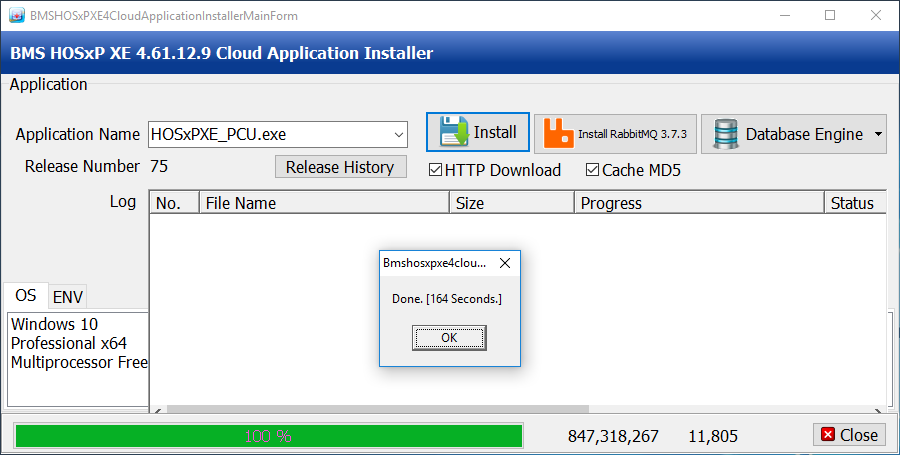 BMSHOSxPXE4CloudApplicationInstallerMainForm
BMS HOSxP XE 4.61.12.9 Cloud Application Installer
Application
Application Name HOSxPXE_PCU.exe Install Install RabbitMQ 3.7.3 Database Engine
Release Number 75 Release History HTTP Download Cache MD5
Log No. File Name Size Progress Status
Bmshosxpxe4clou...
Done. [164 Seconds.]
OK
OS ENV
Windows 10
Professional x64
Multiprocessor Free
100 % 847,318,267 11,805 Close